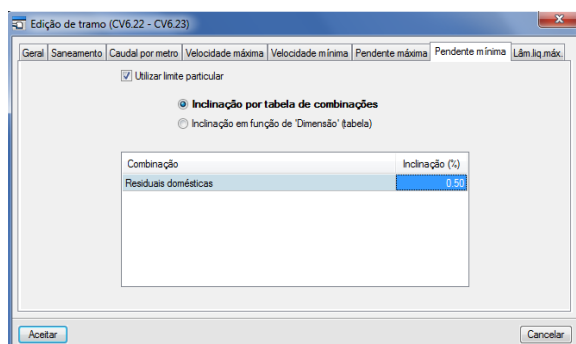 Edição de tramo (CV6.22 - CV6.23)
Geral Saneamento Caudal por metro Velocidade máxima Velocidade mínima Pendente máxima Pendente mínima Lâm.liq.máx.
Utilizar limite particular
Inclinação por tabela de combinações
Inclinação em função de 'Dimensão' (tabela)
Combinação Inclinação (%)
Residuais domésticas 0.50
Aceitar Cancelar